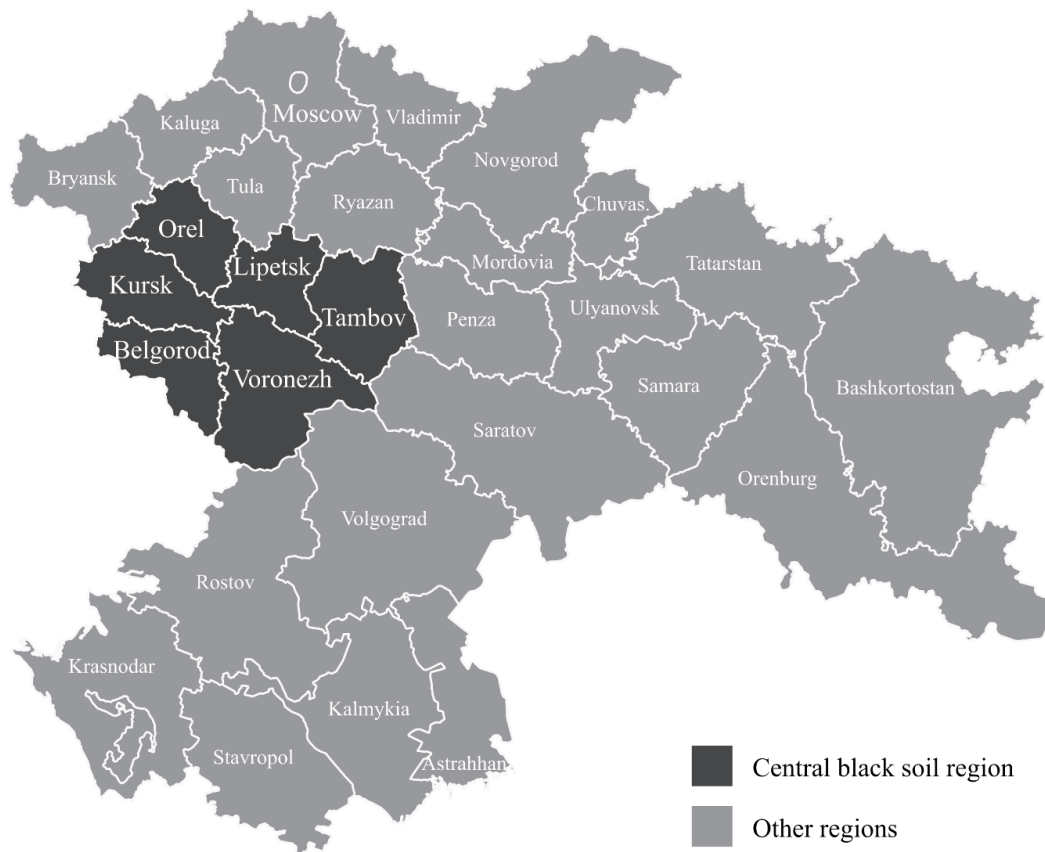 Moscow
Vladimir
Kaluga
Novgorod
Bryansk
Tula
Ryazan
Chuvas.
Orel
Lipetsk
Mordovia
Tatarstan
Kursk
Tambov
Penza
Ulyanovsk
Belgorod
Voronezh
Samara
Bashkortostan
Saratov
Orenburg
Volgograd
Rostov
Krasnodar
Kalmykia
Stavropol
Astrahhan
Central black soil region
Other regions